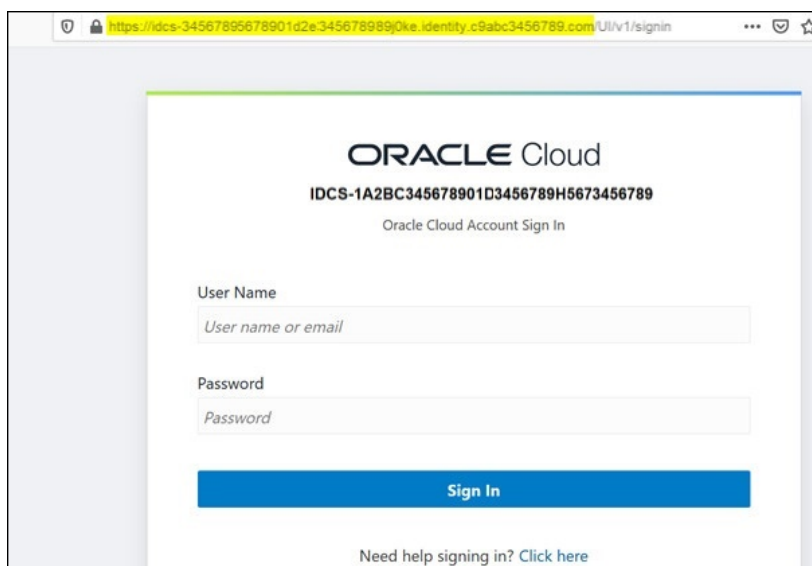 https://idcs-34567895678901d2e345678989j0ke.identity.c9abc3456789.com/UI/v1/signin
ORACLE Cloud
IDCS-1A2BC345678901D3456789H5673456789
Oracle Cloud Account Sign In
User Name
User name or email
Password
Password
Sign In
Need help signing in? Click here